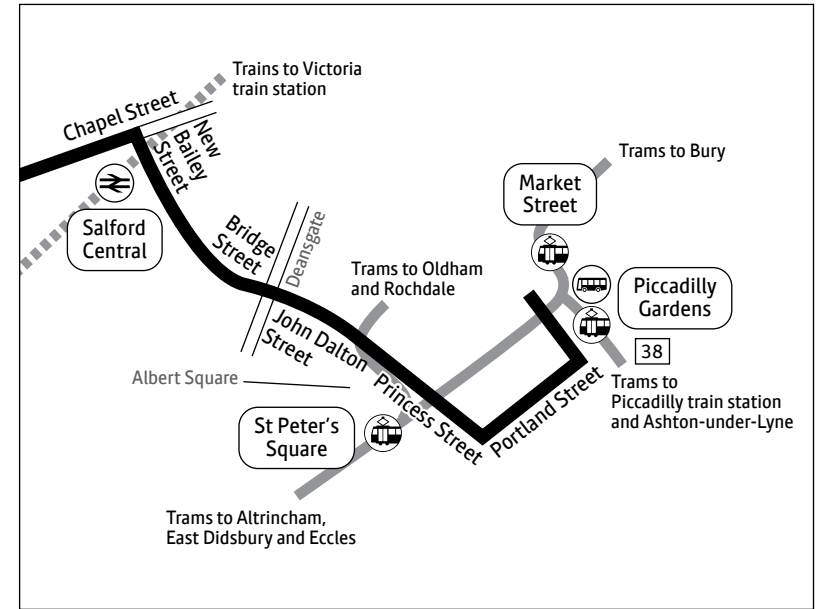 Trains to Victoria
train station
Chapel Street
New
Bailey
Street
Trams to Bury
Market
Street
Salford
Central
Bridge
Street
Deansgate
Trams to Oldham
and Rochdale
Piccadilly
Gardens
John Dalton
Street
38
Albert Square
Princess Street
Portland Street
Trams to
Piccadilly train station
and Ashton-under-Lyne
St Peter's
Square
Trams to Altrincham,
East Didsbury and Eccles